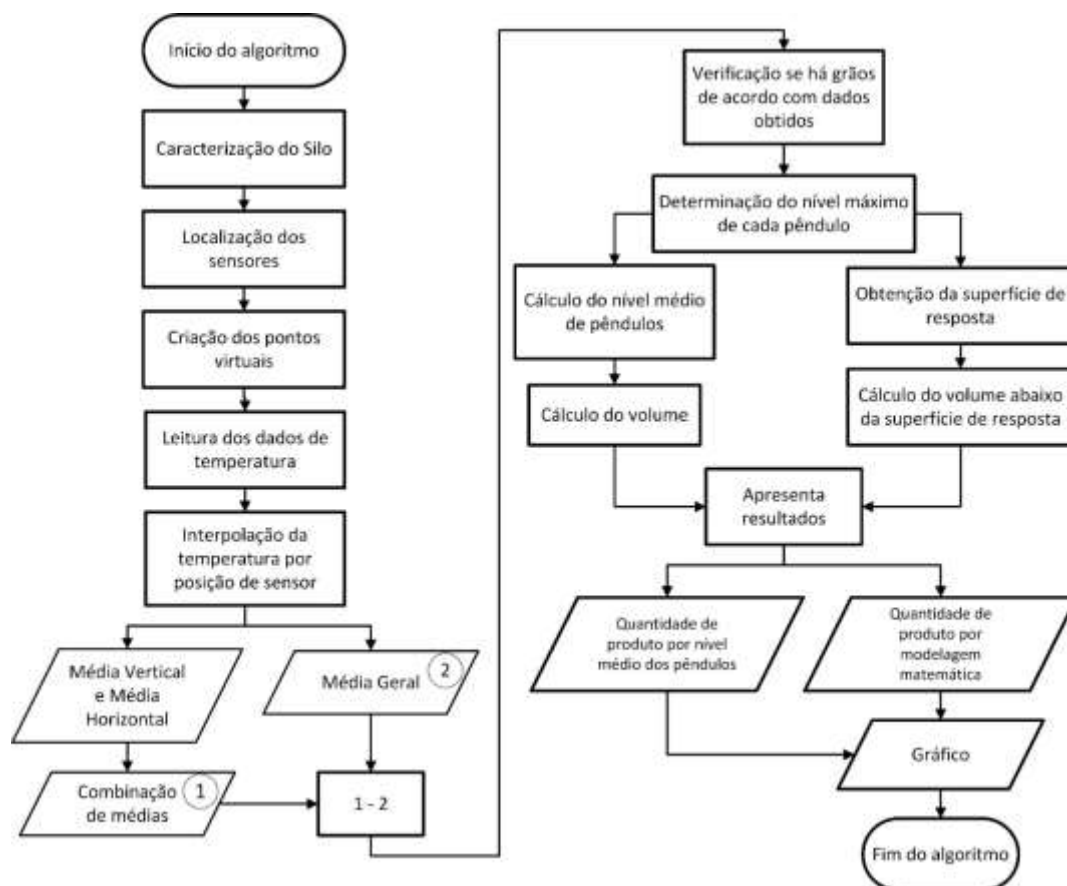 Início do algoritmo
Caracterização do Silo
Localização dos
sensores
Criação dos pontos
virtuais
Leitura dos dados de
temperatura
Interpolação da
temperatura por
posição de sensor
Média Vertical
e Média
Horizontal
Média Geral
2
Combinação
de médias
1
1 - 2
Verificação se há grãos
de acordo com dados
obtidos
Determinação do nível máximo
de cada pêndulo
Cálculo do nível médio
de pêndulos
Cálculo do volume
Obtenção da superfície de
resposta
Cálculo do volume abaixo
da superfície de resposta
Apresenta
resultados
Quantidade de
produto por nível
médio dos pêndulos
Quantidade de
produto por
modelagem
matemática
Gráfico
Fim do algoritmo